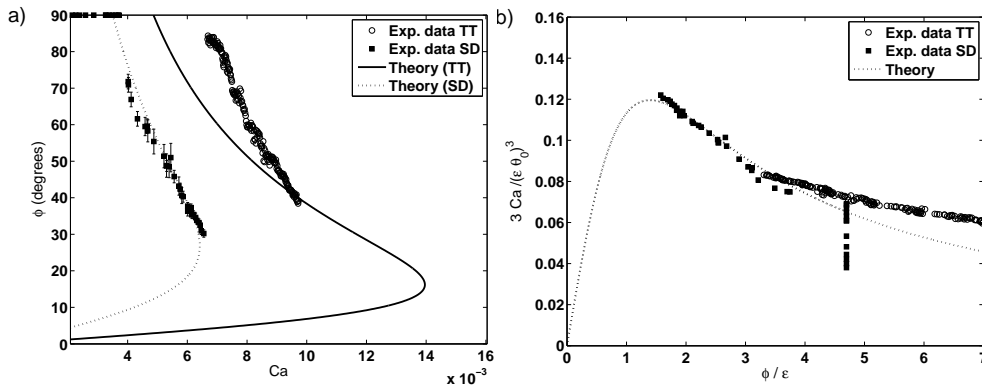 a)
90
80
70
60
50
40
30
20
10
0
φ (degrees)
4 6 8 10 12 14 16
Ca
x 10⁻³
Exp. data TT
Exp. data SD
Theory (TT)
Theory (SD)
b)
0.16
0.14
0.12
0.10
0.08
0.06
0.04
0.02
0
3 Ca /(ε θ₀)³
0 1 2 3 4 5 6 7
φ / ε
Exp. data TT
Exp. data SD
Theory